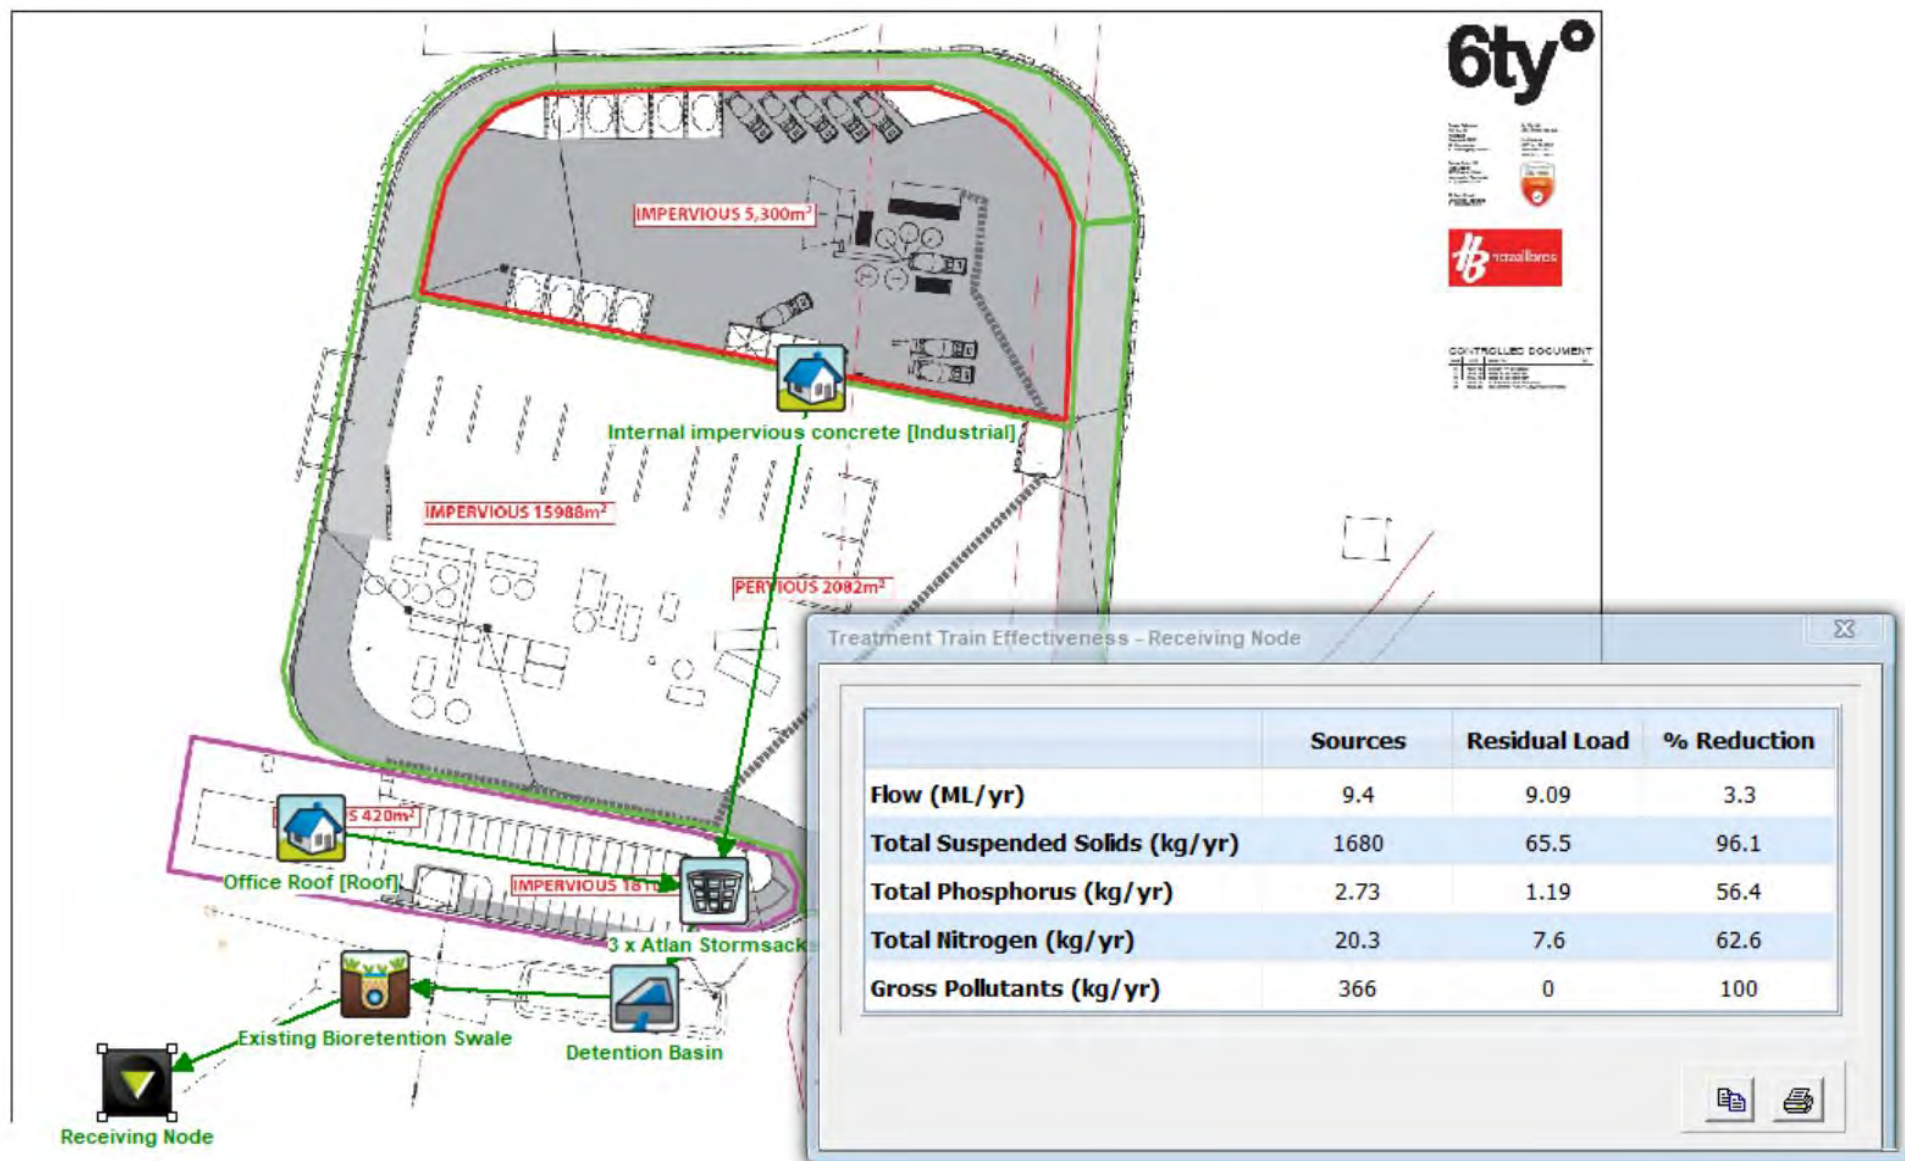 6ty°
IMPERVIOUS 5,300m²
CONTROLLED DOCUMENT
Internal impervious concrete [Industrial]
IMPERVIOUS 15988m²
PERVIOUS 2082m²
Treatment Train Effectiveness - Receiving Node
Sources Residual Load % Reduction
Flow (ML/yr) 9.4 9.09 3.3
Total Suspended Solids (kg/yr) 1680 65.5 96.1
Total Phosphorus (kg/yr) 2.73 1.19 56.4
Total Nitrogen (kg/yr) 20.3 7.6 62.6
Gross Pollutants (kg/yr) 366 0 100
420m²
Office Roof [Roof]
IMPERVIOUS 181
3 x Atlan Stormsack
Existing Bioretention Swale
Detention Basin
Receiving Node